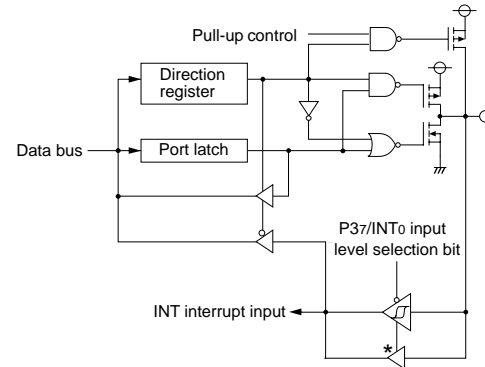 Pull-up control
Direction
register
Data bus
Port latch
P37/INT0 input
level selection bit
INT interrupt input
*